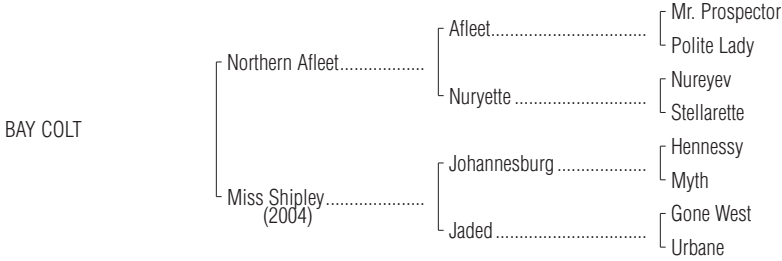 Mr. Prospector
Afleet................................
Polite Lady
Northern Afleet.................
Nureyev
Nuryette ...........................
Stellarette
BAY COLT
Hennessy
Johannesburg ..................
Myth
Miss Shipley....................
(2004)
Gone West
Jaded ...............................
Urbane